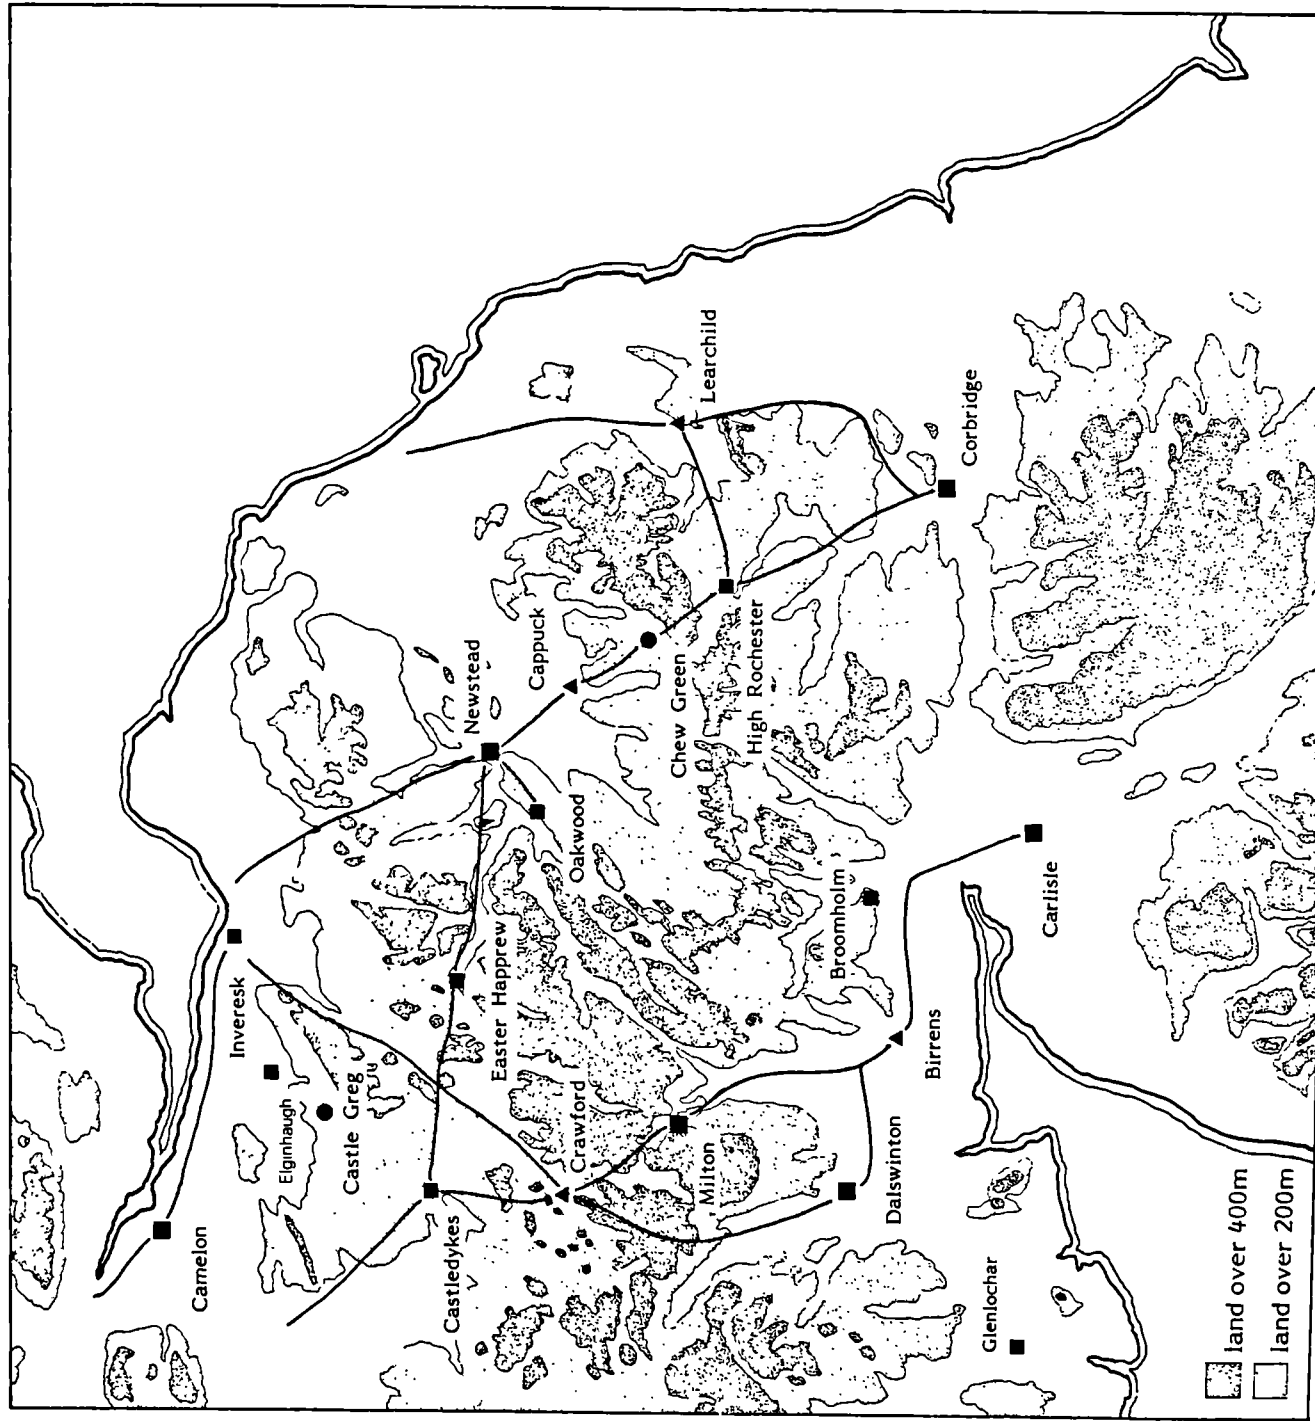 Camelon
Inveresk
Elginhaugh
Castle Greg
Castledykes
Easter Happrew
Crawford
Newstead
Oakwood
Cappuck
Chew Green
High Rochester
Learchild
Milton
Broomholm
Dalswinton
Birrens
Corbridge
Carlisle
Glenlochar
land over 400m
land over 200m